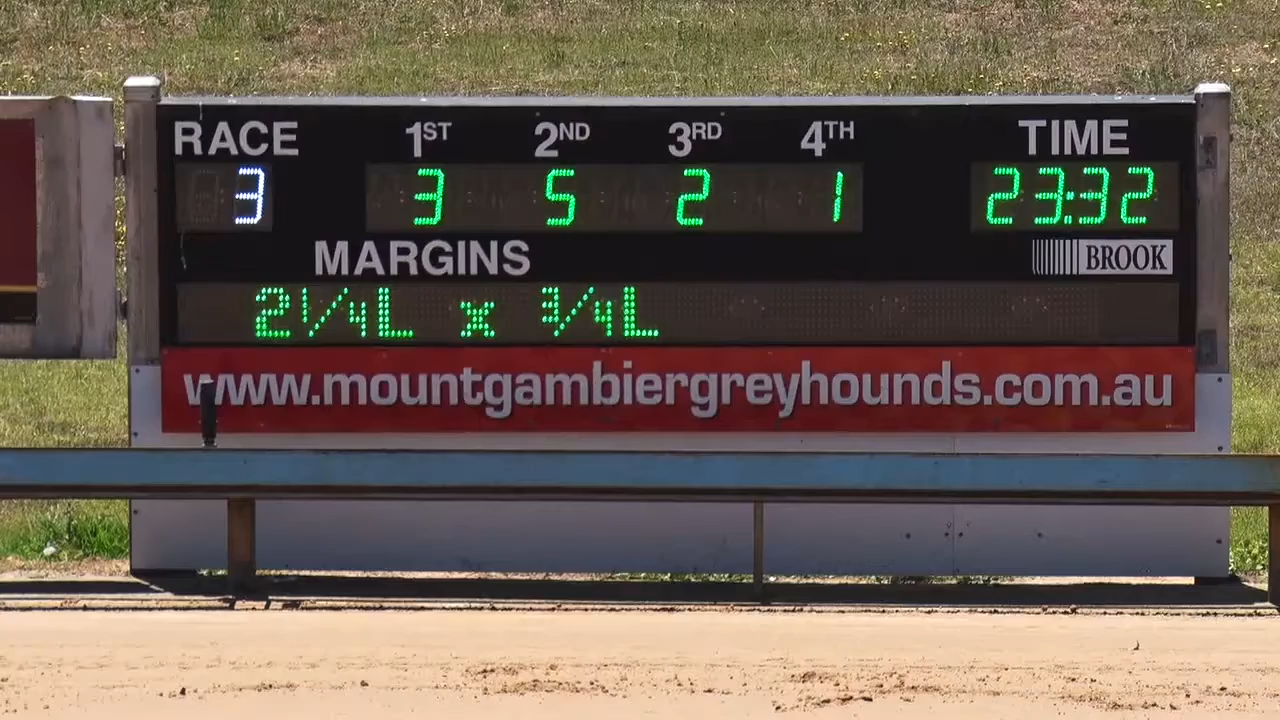 RACE 1ST 2ND 3RD 4TH TIME
3 3 5 2 1 23:32
MARGINS BROOK
2¼L x ¾L
www.mountgambiergreyhounds.com.au